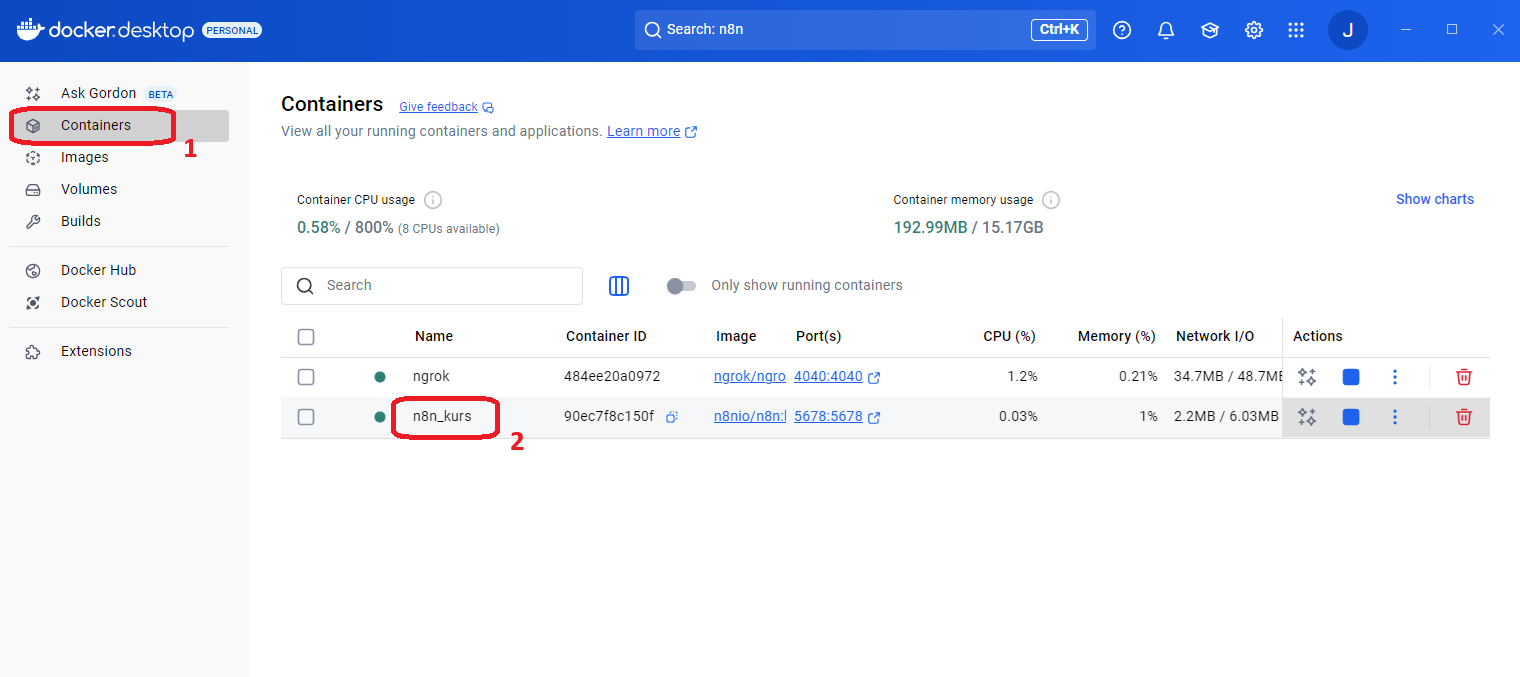 docker.desktop PERSONAL
Search: n8n
Ctrl+K
J
Ask Gordon BETA
Containers
1
Images
Volumes
Builds
Docker Hub
Docker Scout
Extensions
Containers Give feedback
View all your running containers and applications. Learn more
Container CPU usage
0.58% / 800% (8 CPUs available)
Container memory usage
192.99MB / 15.17GB
Show charts
Search
Only show running containers
Name Container ID Image Port(s) CPU (%) Memory (%) Network I/O Actions
ngrok 484ee20a0972 ngrok/ngro 4040:4040 1.2% 0.21% 34.7MB / 48.7ME
n8n_kurs 90ec7f8c150f n8nio/n8n:l 5678:5678 0.03% 1% 2.2MB / 6.03MB
2